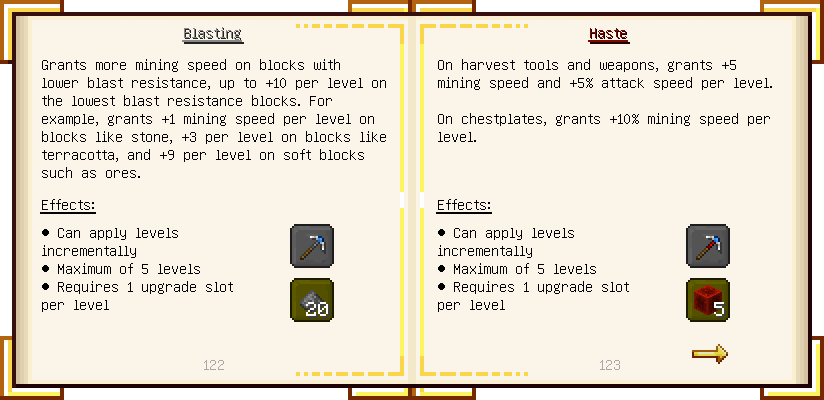 Blasting
Grants more mining speed on blocks with
lower blast resistance, up to +10 per level on
the lowest blast resistance blocks. For
example, grants +1 mining speed per level on
blocks like stone, +3 per level on blocks like
terracotta, and +9 per level on soft blocks
such as ores.
Effects:
● Can apply levels
incrementally
● Maximum of 5 levels
● Requires 1 upgrade slot
per level
20
122
Haste
On harvest tools and weapons, grants +5
mining speed and +5% attack speed per level.
On chestplates, grants +10% mining speed per
level.
Effects:
● Can apply levels
incrementally
● Maximum of 5 levels
● Requires 1 upgrade slot
per level
5
123